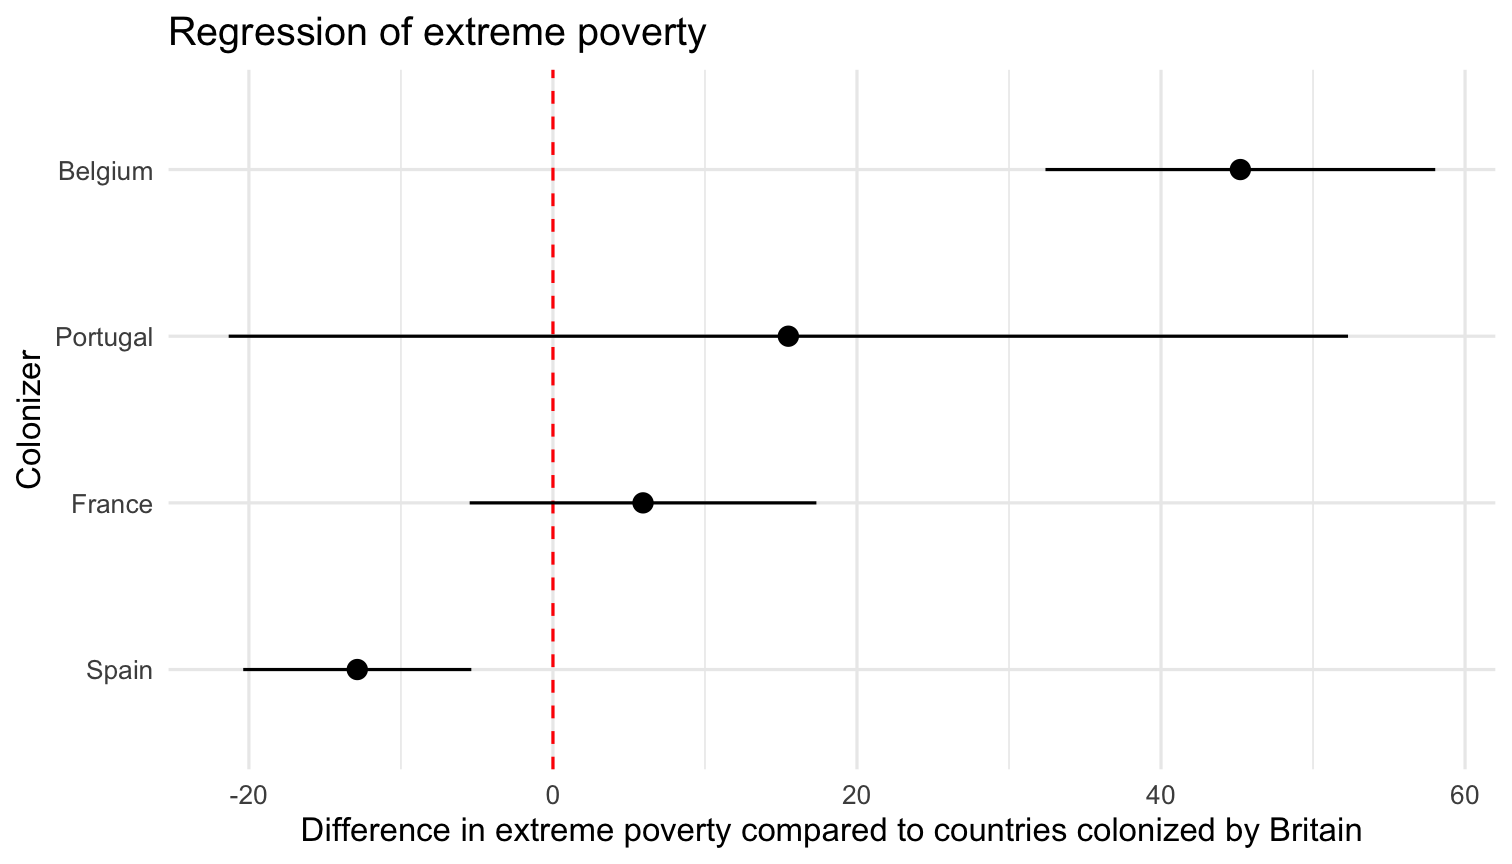 Regression of extreme poverty
Colonizer
Belgium
Portugal
France
Spain
-20 0 20 40 60
Difference in extreme poverty compared to countries colonized by Britain